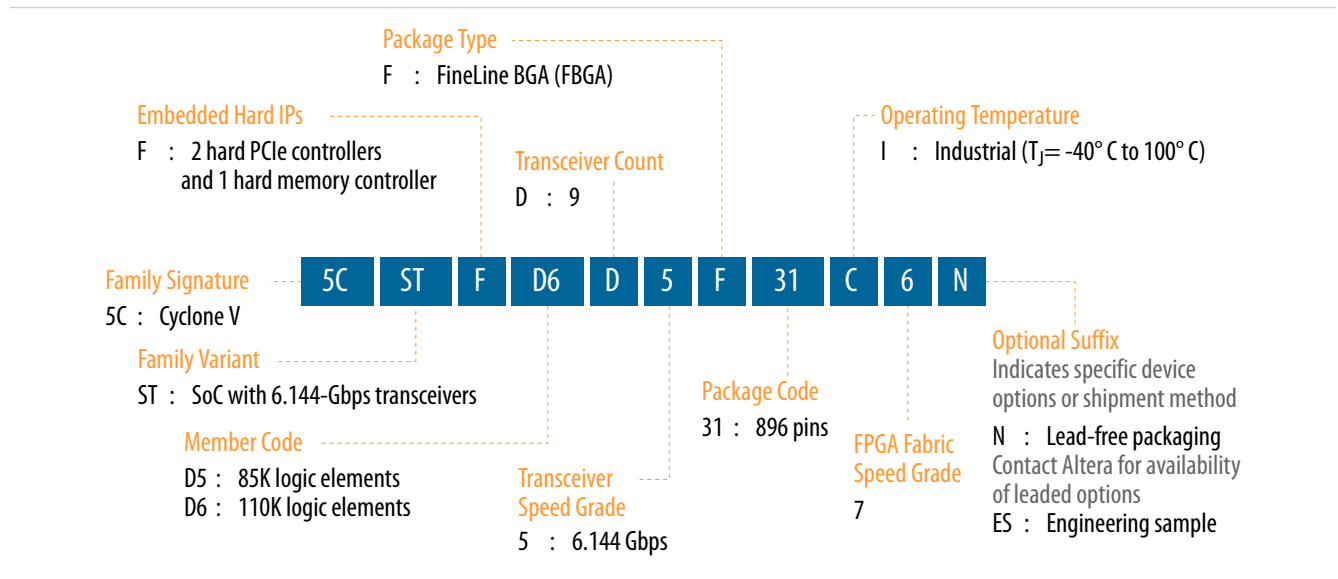 Package Type
F : FineLine BGA (FBGA)
Embedded Hard IPs
F : 2 hard PCIe controllers
and 1 hard memory controller
Transceiver Count
D : 9
Operating Temperature
I : Industrial (TJ= -40° C to 100° C)
Family Signature
5C : Cyclone V
5C ST F D6 D 5 F 31 C 6 N
Family Variant
ST : SoC with 6.144-Gbps transceivers
Member Code
D5 : 85K logic elements
D6 : 110K logic elements
Transceiver
Speed Grade
5 : 6.144 Gbps
Package Code
31 : 896 pins
FPGA Fabric
Speed Grade
7
Optional Suffix
Indicates specific device
options or shipment method
N : Lead-free packaging
Contact Altera for availability
of leaded options
ES : Engineering sample